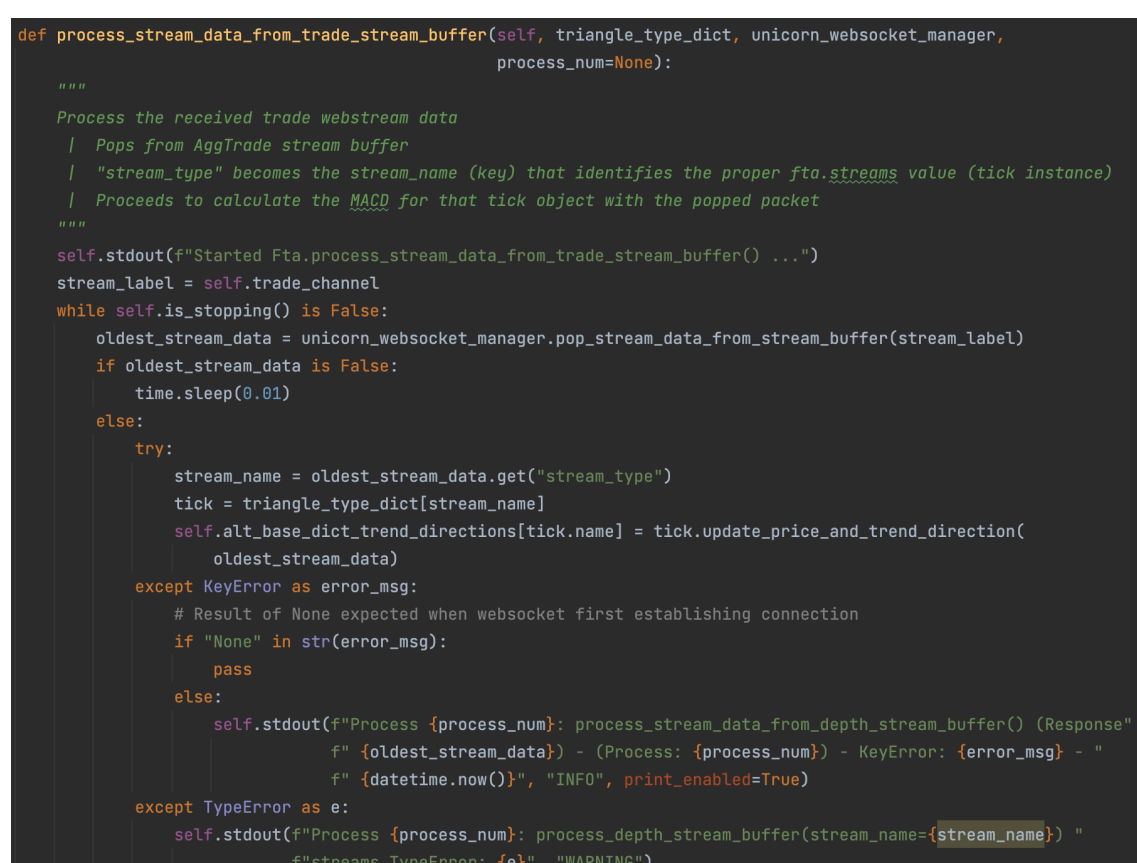 def process_stream_data_from_trade_stream_buffer(self, triangle_type_dict, unicorn_websocket_manager,
process_num=None):
"""
Process the received trade webstream data
| Pops from AggTrade stream buffer
| "stream_type" becomes the stream_name (key) that identifies the proper fta.streams value (tick instance)
| Proceeds to calculate the MACD for that tick object with the popped packet
"""
self.stdout(f"Started Fta.process_stream_data_from_trade_stream_buffer() ...")
stream_label = self.trade_channel
while self.is_stopping() is False:
oldest_stream_data = unicorn_websocket_manager.pop_stream_data_from_stream_buffer(stream_label)
if oldest_stream_data is False:
time.sleep(0.01)
else:
try:
stream_name = oldest_stream_data.get("stream_type")
tick = triangle_type_dict[stream_name]
self.alt_base_dict_trend_directions[tick.name] = tick.update_price_and_trend_direction(
oldest_stream_data)
except KeyError as error_msg:
# Result of None expected when websocket first establishing connection
if "None" in str(error_msg):
pass
else:
self.stdout(f"Process {process_num}: process_stream_data_from_depth_stream_buffer() (Response"
f" {oldest_stream_data}) - (Process: {process_num}) - KeyError: {error_msg} - "
f" {datetime.now()}", "INFO", print_enabled=True)
except TypeError as e:
self.stdout(f"Process {process_num}: process_depth_stream_buffer(stream_name={stream_name}) "
f"streams TypeError: {e}", "WARNING")